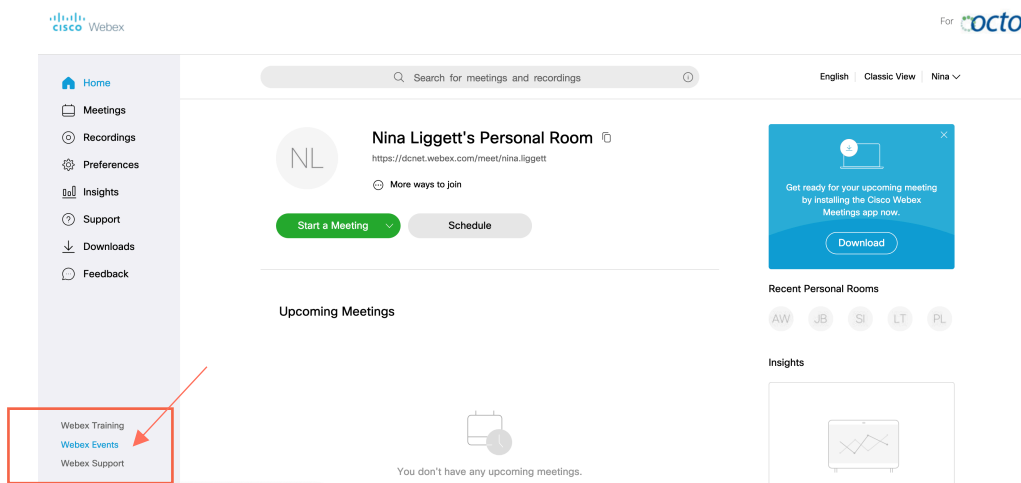 CISCO Webex
For octo
Home
Meetings
Recordings
Preferences
Insights
Support
Downloads
Feedback
Webex Training
Webex Events
Webex Support
Search for meetings and recordings
English Classic View Nina
NL
Nina Liggett's Personal Room
https://dcnet.webex.com/meet/nina.liggett
More ways to join
Start a Meeting
Schedule
Upcoming Meetings
You don't have any upcoming meetings.
Get ready for your upcoming meeting
by installing the Cisco Webex
Meetings app now.
Download
Recent Personal Rooms
AW JB SI LT PL
Insights